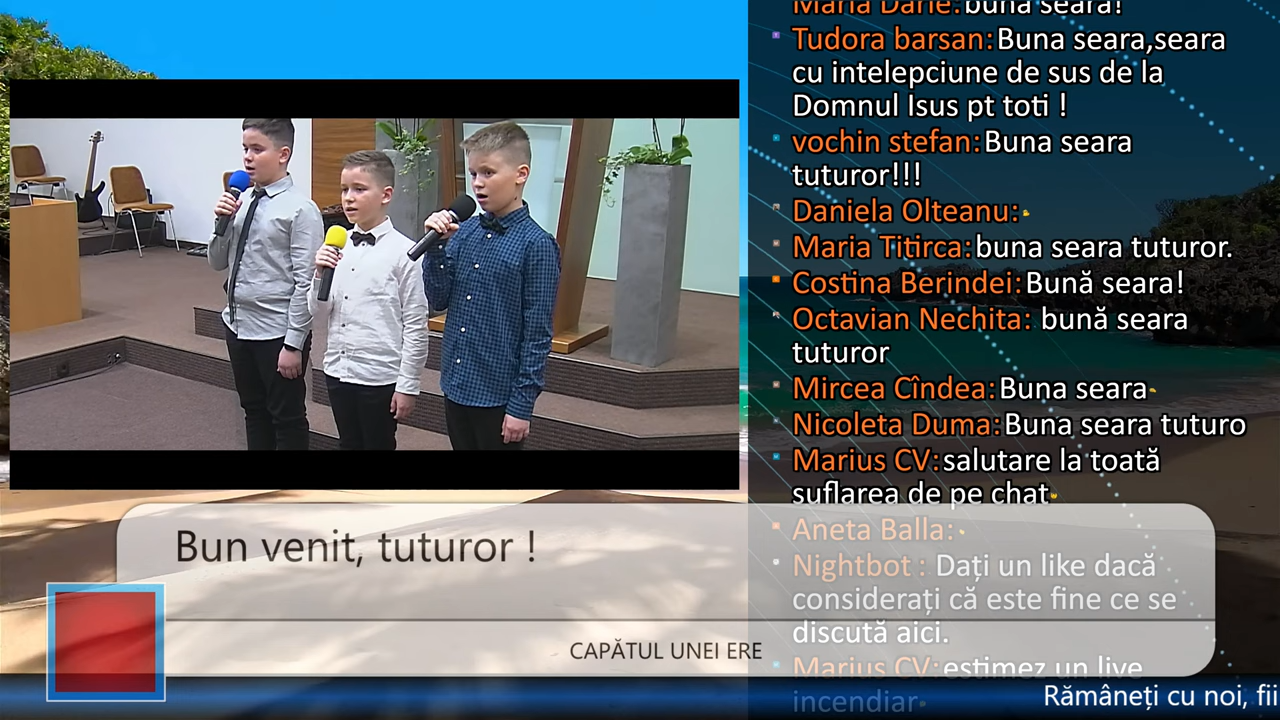 Maria Darie: buna seara!
Tudora barsan: Buna seara,seara
cu intelepciune de sus de la
Domnul Isus pt toti !
vochin stefan: Buna seara
tuturor!!!
Daniela Olteanu:
Maria Titirca: buna seara tuturor.
Costina Berindei: Bună seara!
Octavian Nechita: bună seara
tuturor
Mircea Cîndea: Buna seara
Nicoleta Duma: Buna seara tuturo
Marius CV: salutare la toată
suflarea de pe chat
Aneta Balla:
Nightbot : Dați un like dacă
considerați că este fine ce se
discută aici.
Marius CV: estimez un live
incendiar
Bun venit, tuturor !
CAPĂTUL UNEI ERE
Rămâneți cu noi, fii